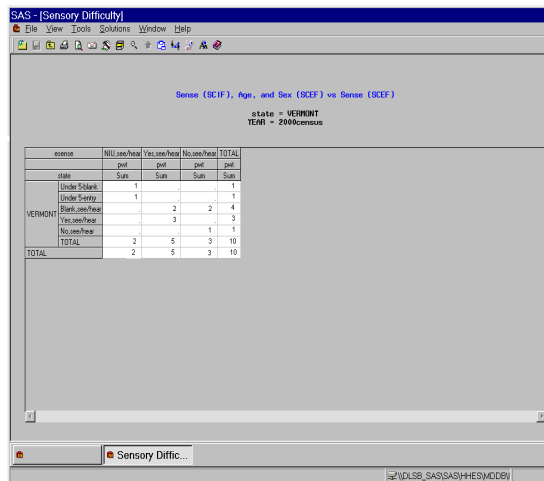 SAS - [Sensory Difficulty]
File View Tools Solutions Window Help
Sense (SCIF), Age, and Sex (SCEF) vs Sense (SCEF)
state = VERMONT
YEAR = 2000census
esense NIU,see/hear Yes,see/hear No,see/hear TOTAL
pwt pwt pwt pwt
state Sum Sum Sum Sum
VERMONT Under 5-blank 1 . . 1
Under 5-entry 1 . . 1
Blank,see/hear . 2 2 4
Yes,see/hear . 3 . 3
No,see/hear . . 1 1
TOTAL 2 5 3 10
TOTAL 2 5 3 10
Sensory Diffic...
\\DLSB_SAS\SAS\HHES\MDDB\I